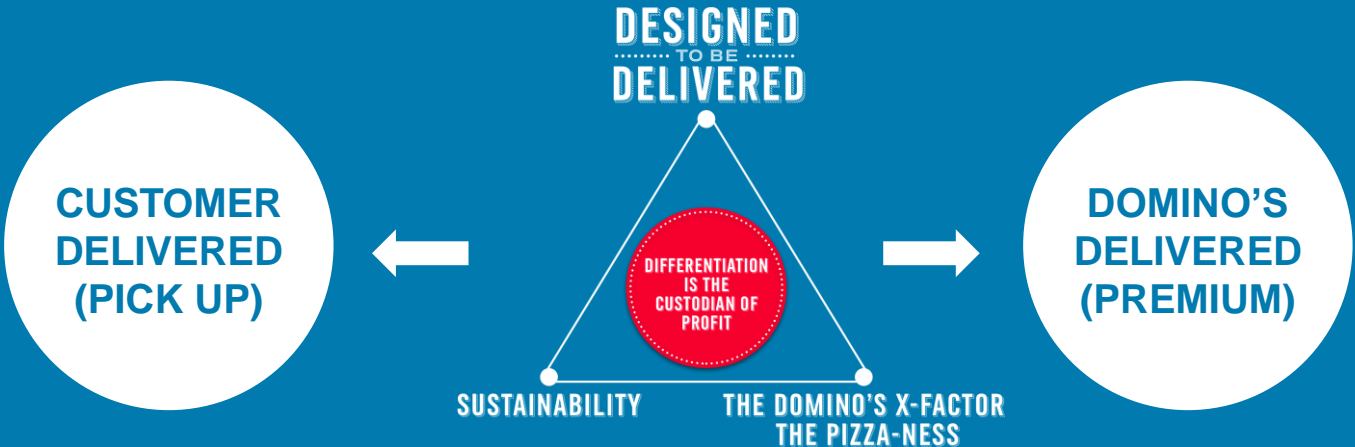 DESIGNED
TO BE
DELIVERED
CUSTOMER
DELIVERED
(PICK UP)
DIFFERENTIATION
IS THE
CUSTODIAN OF
PROFIT
DOMINO'S
DELIVERED
(PREMIUM)
SUSTAINABILITY
THE DOMINO'S X-FACTOR
THE PIZZA-NESS